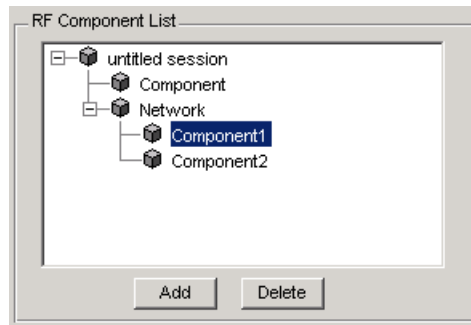 RF Component List
untitled session
Component
Network
Component1
Component2
Add Delete